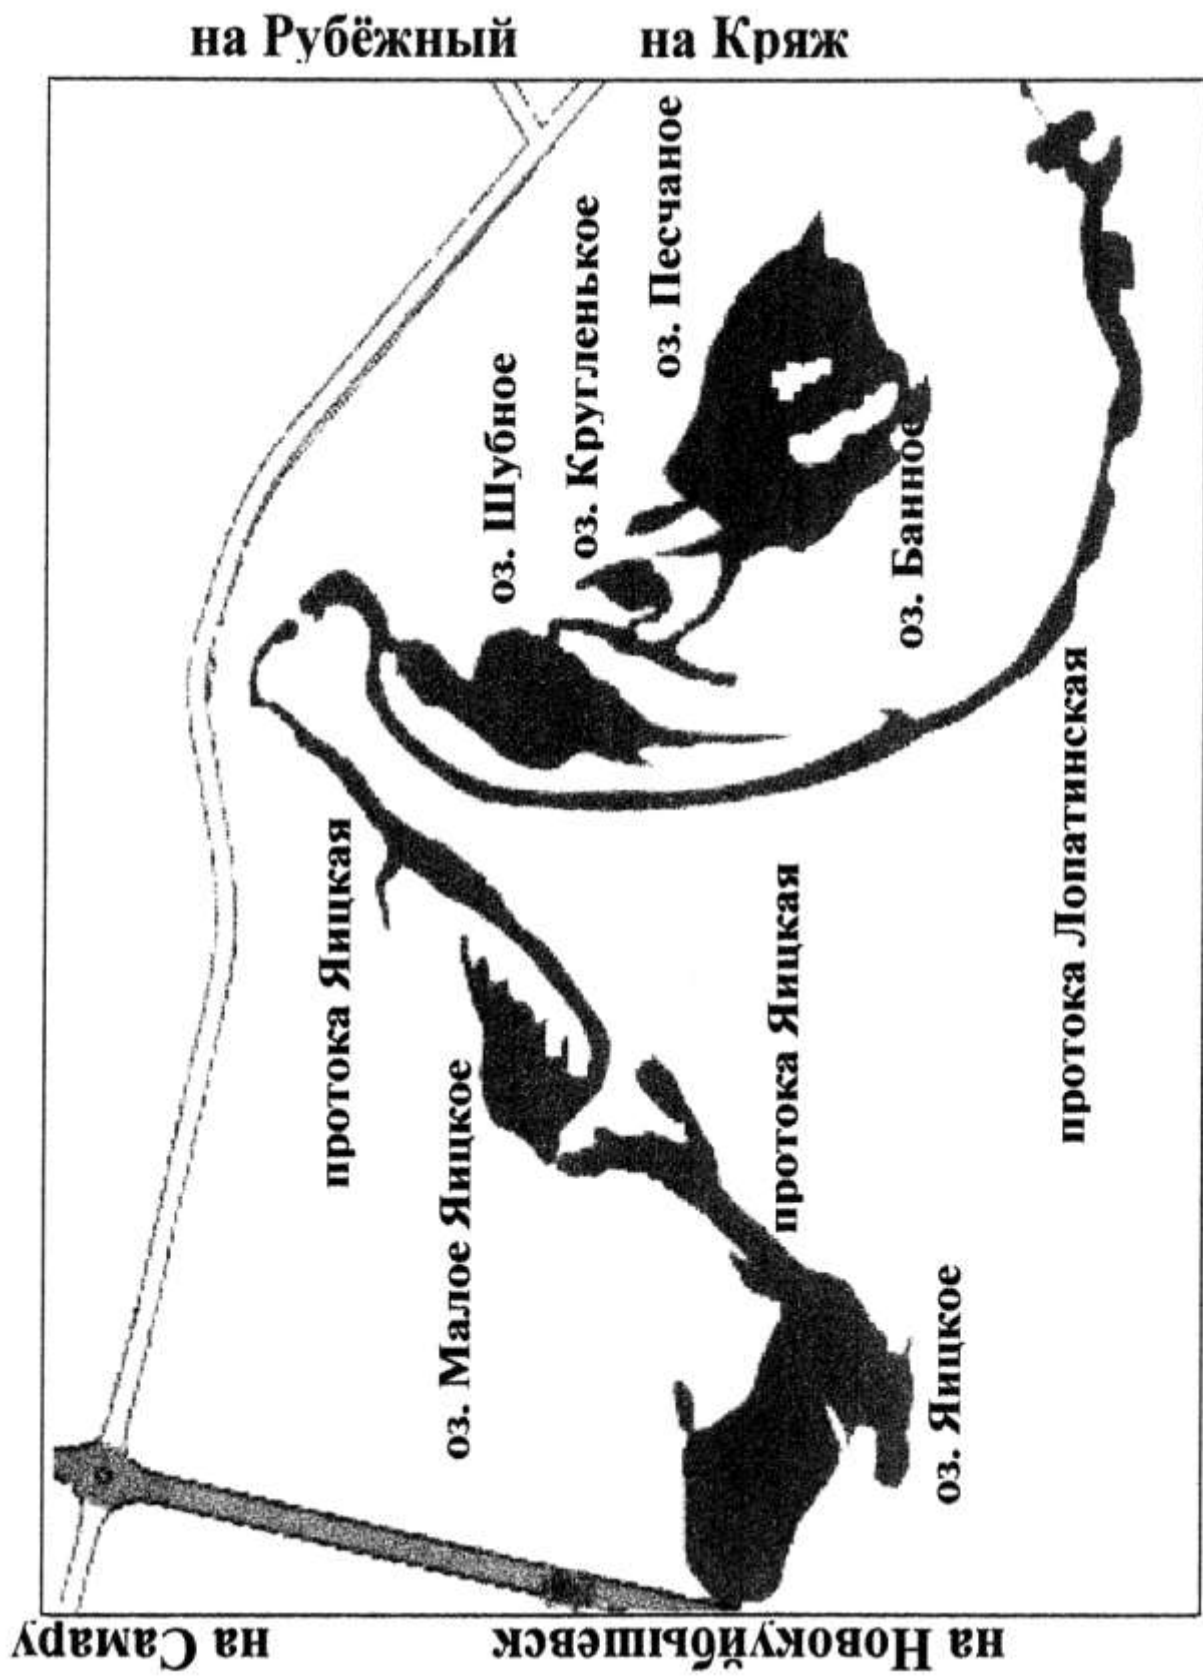 на Рубёжный
на Кряж
оз. Песчаное
оз. Кругленькое
оз. Шубное
оз. Банное
протока Яицкая
протока Яицкая
протока Лопатинская
оз. Малое Яицкое
оз. Яицкое
на Самару
на Новокуйбышевск